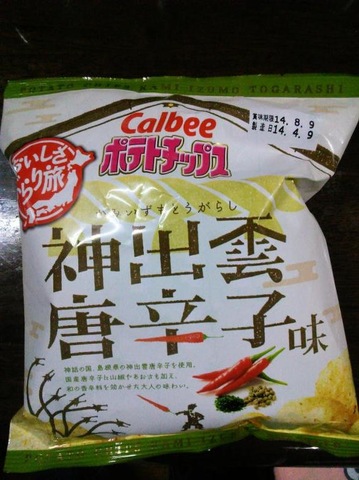 POTATO CHIPS KAMI IZUMO TOGARASHI
賞味期限14.8.9
製造日14.4.9
Calbee
ポテトチップス
おいしさ
くらり旅
かみいずもとうがらし
神出雲
唐辛子味
神話の国、島根県の神出雲唐辛子を使用。
国産唐辛子に山椒やあおさを加え、
和の香辛料を効かせた大人の味わい。